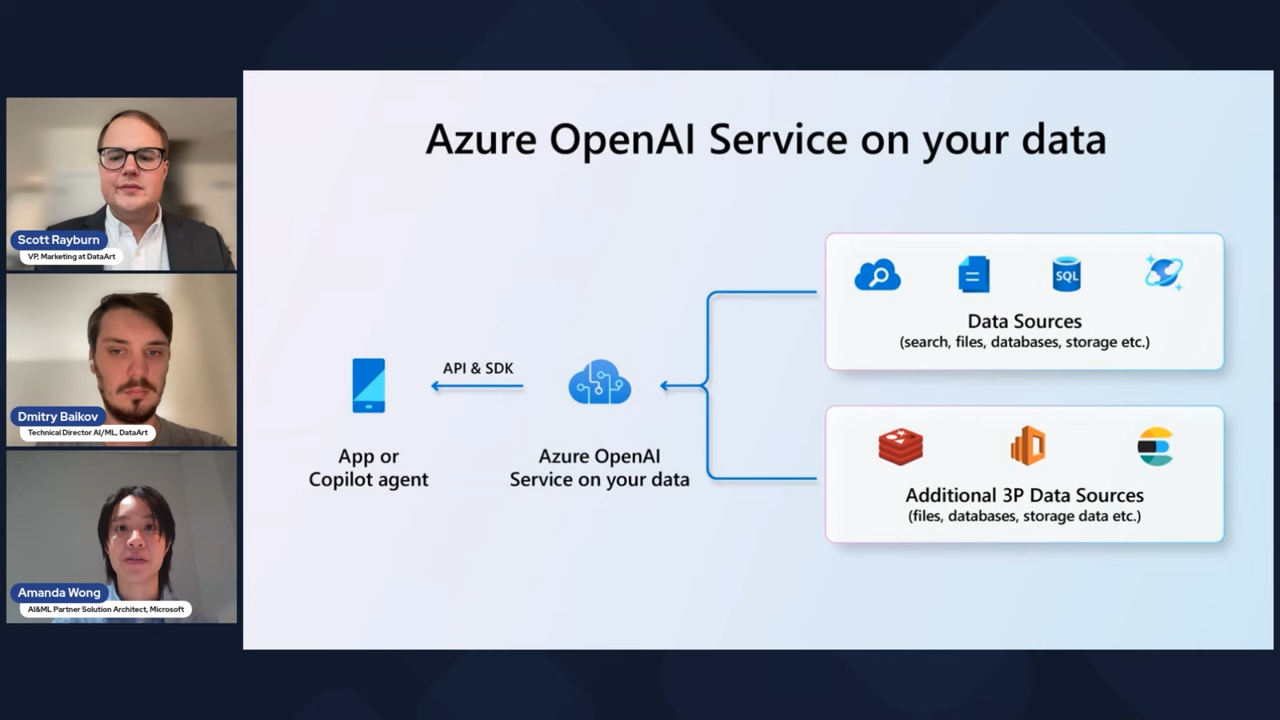 Scott Rayburn
VP, Marketing at DataArt
Dmitry Baikov
Technical Director AI/ML, DataArt
Amanda Wong
AI&ML Partner Solution Architect, Microsoft
Azure OpenAI Service on your data
API & SDK
App or
Copilot agent
Azure OpenAI
Service on your data
SQL
Data Sources
(search, files, databases, storage etc.)
Additional 3P Data Sources
(files, databases, storage data etc.)